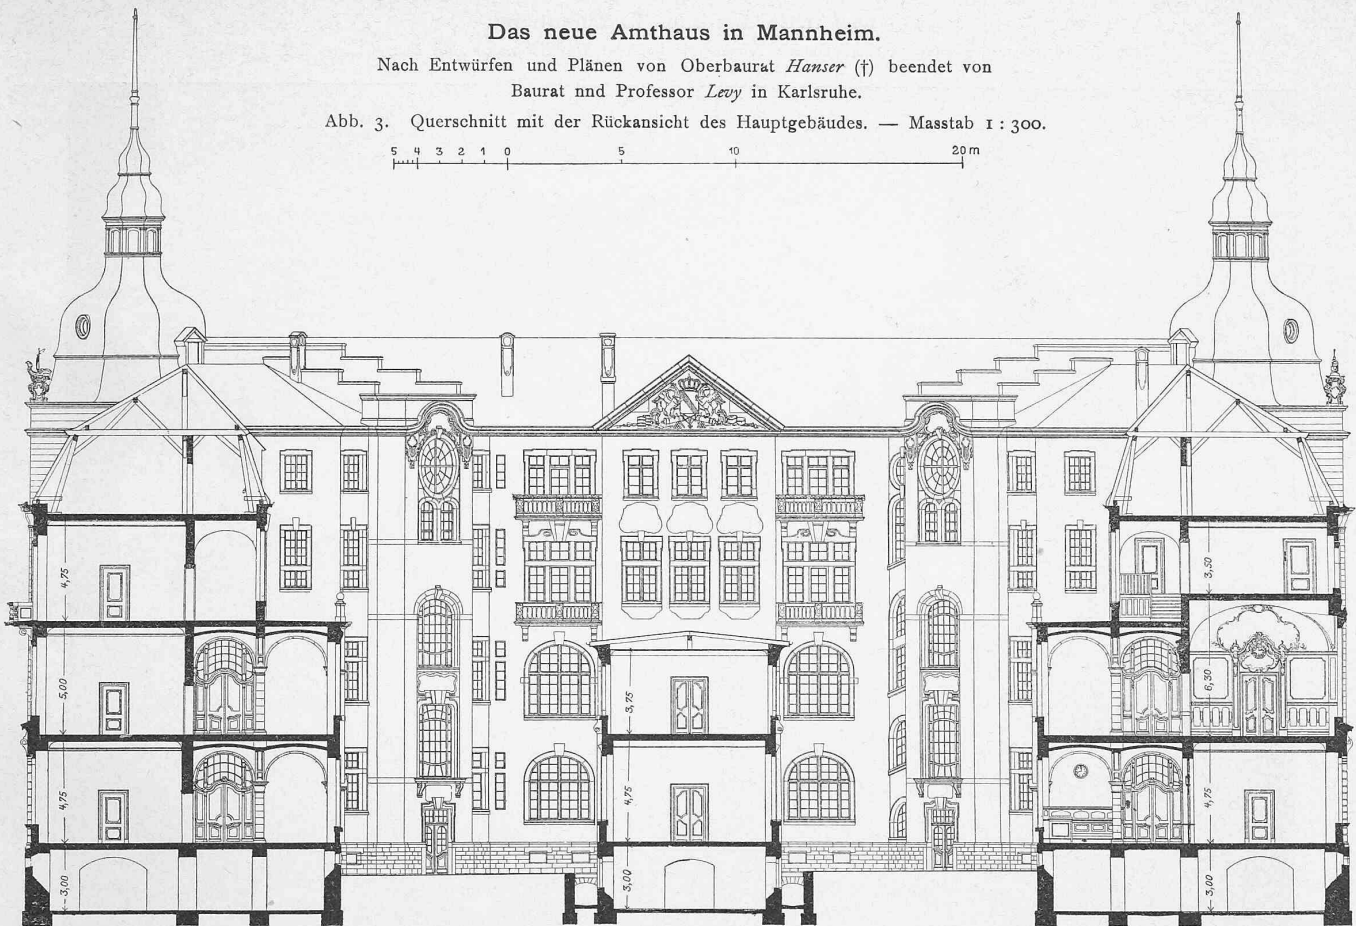 Das neue Amthaus in Mannheim.
Nach Entwürfen und Plänen von Oberbaurat Hanser (†) beendet von
Baurat nnd Professor Levy in Karlsruhe.
Abb. 3. Querschnitt mit der Rückansicht des Hauptgebäudes. — Masstab 1 : 300.
5 4 3 2 1 0 5 10 20 m
4,75
5,00
4,75
3,00
3,75
4,75
3,00
3,50
6,30
4,75
3,00